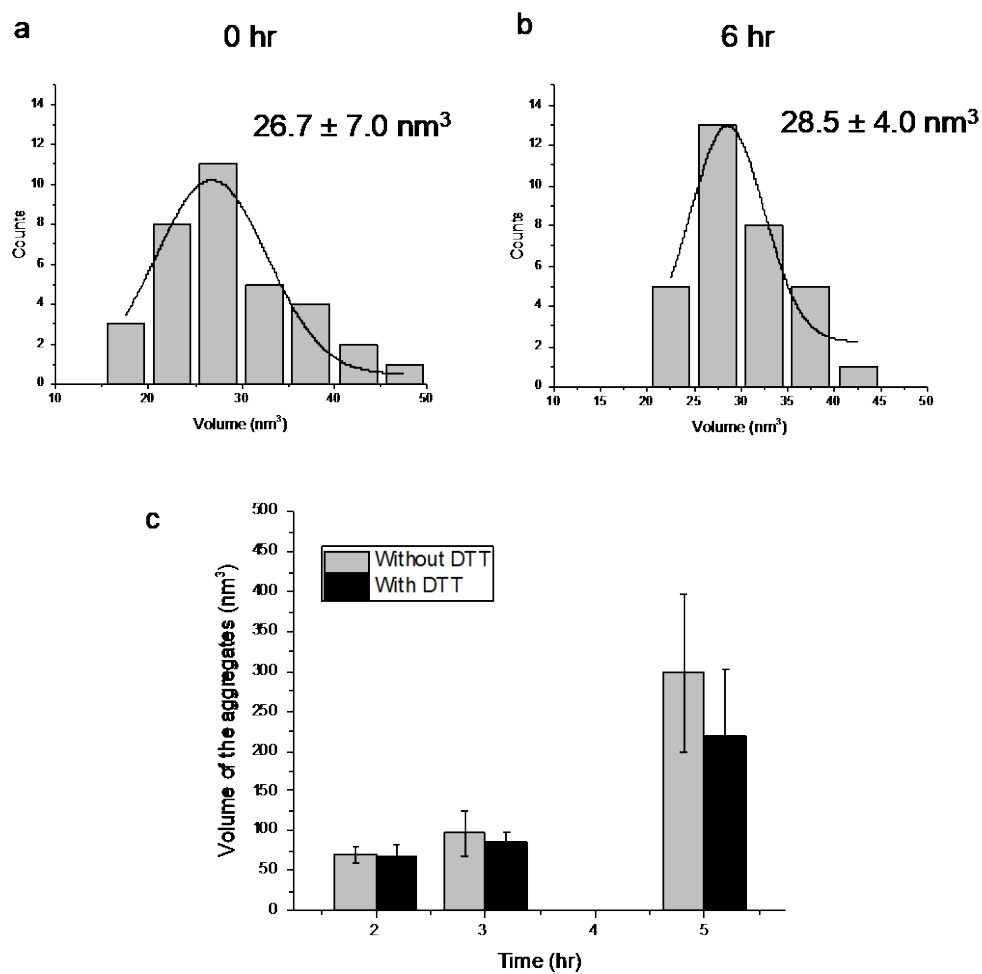 a
0 hr
26.7 ± 7.0 nm³
Counts
14
12
10
8
6
4
2
0
10 20 30 40 50
Volume (nm³)
b
6 hr
28.5 ± 4.0 nm³
Counts
14
12
10
8
6
4
2
0
10 15 20 25 30 35 40 45 50
Volume (nm³)
c
Volume of the aggregates (nm³)
500
450
400
350
300
250
200
150
100
50
0
Without DTT
With DTT
2 3 4 5
Time (hr)